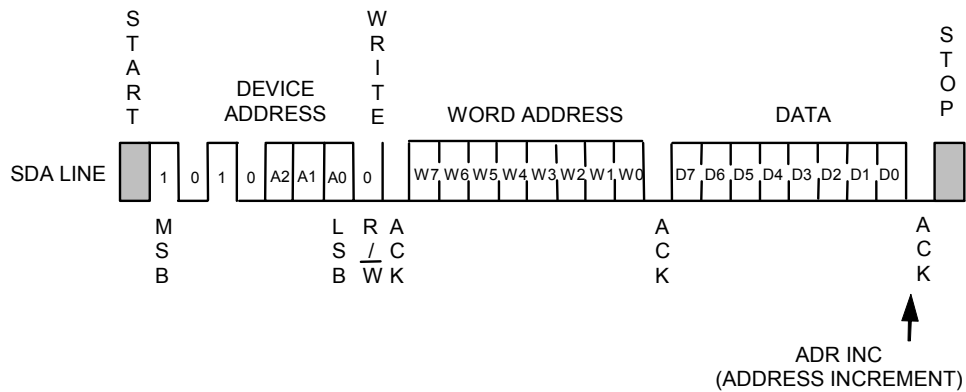 START
WRITE
STOP
DEVICE
ADDRESS
WORD ADDRESS
DATA
SDA LINE
1 0 1 0 A2 A1 A0 0 W7 W6 W5 W4 W3 W2 W1 W0 D7 D6 D5 D4 D3 D2 D1 D0
MSB
LSB
R/W
ACK
ACK
ACK
ADR INC
(ADDRESS INCREMENT)